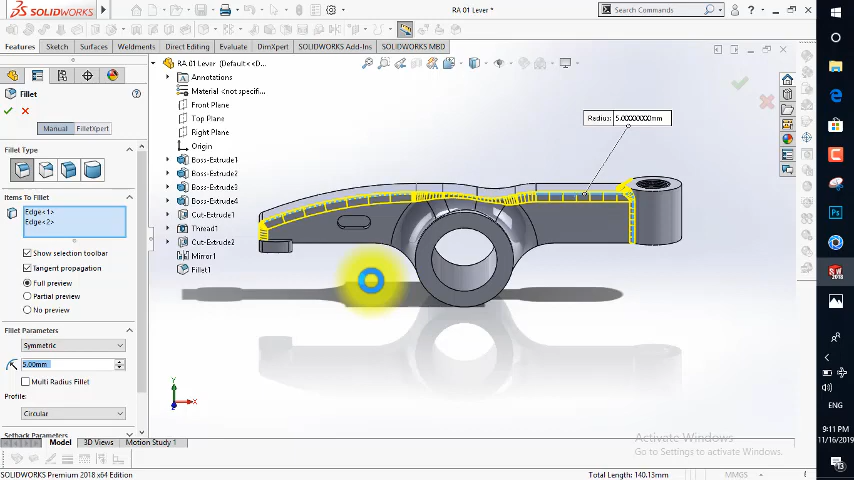 SOLIDWORKS
RA 01 Lever *
Search Commands
Features
Sketch
Surfaces
Weldments
Direct Editing
Evaluate
DimXpert
SOLIDWORKS Add-Ins
SOLIDWORKS MBD
Fillet
Manual
FilletXpert
Fillet Type
Items To Fillet
Edge<1>
Edge<2>
Show selection toolbar
Tangent propagation
Full preview
Partial preview
No preview
Fillet Parameters
Symmetric
5.00mm
Multi Radius Fillet
Profile:
Circular
Setback Parameters
RA 01 Lever (Default<<D...
Annotations
Material <not specifi...
Front Plane
Top Plane
Right Plane
Origin
Boss-Extrude1
Boss-Extrude2
Boss-Extrude3
Boss-Extrude4
Cut-Extrude1
Thread1
Cut-Extrude2
Mirror1
Fillet1
Radius: 5.00000000mm
Y
X
Z
Activate Windows
Go to Settings to activate Windows.
Model
3D Views
Motion Study 1
SOLIDWORKS Premium 2018 x64 Edition
Total Length: 140.13mm
MMGS
ENG
9:11 PM
11/16/2019